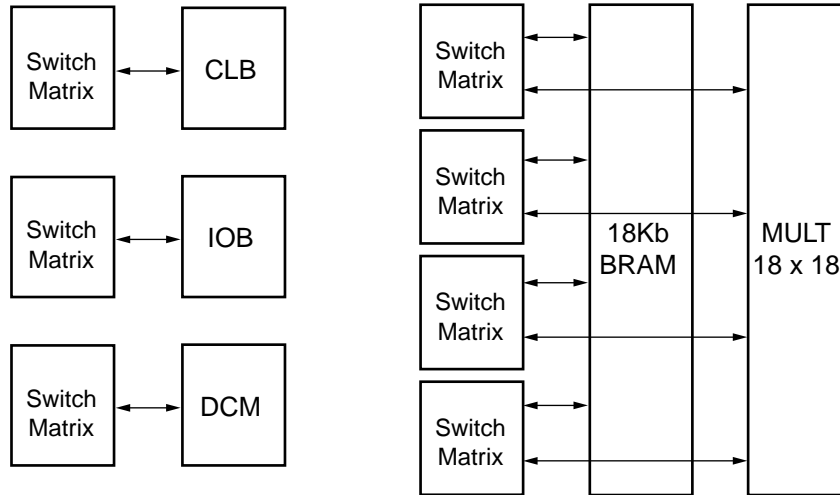 Switch
Matrix
CLB
Switch
Matrix
IOB
Switch
Matrix
DCM
Switch
Matrix
Switch
Matrix
Switch
Matrix
Switch
Matrix
18Kb
BRAM
MULT
18 x 18